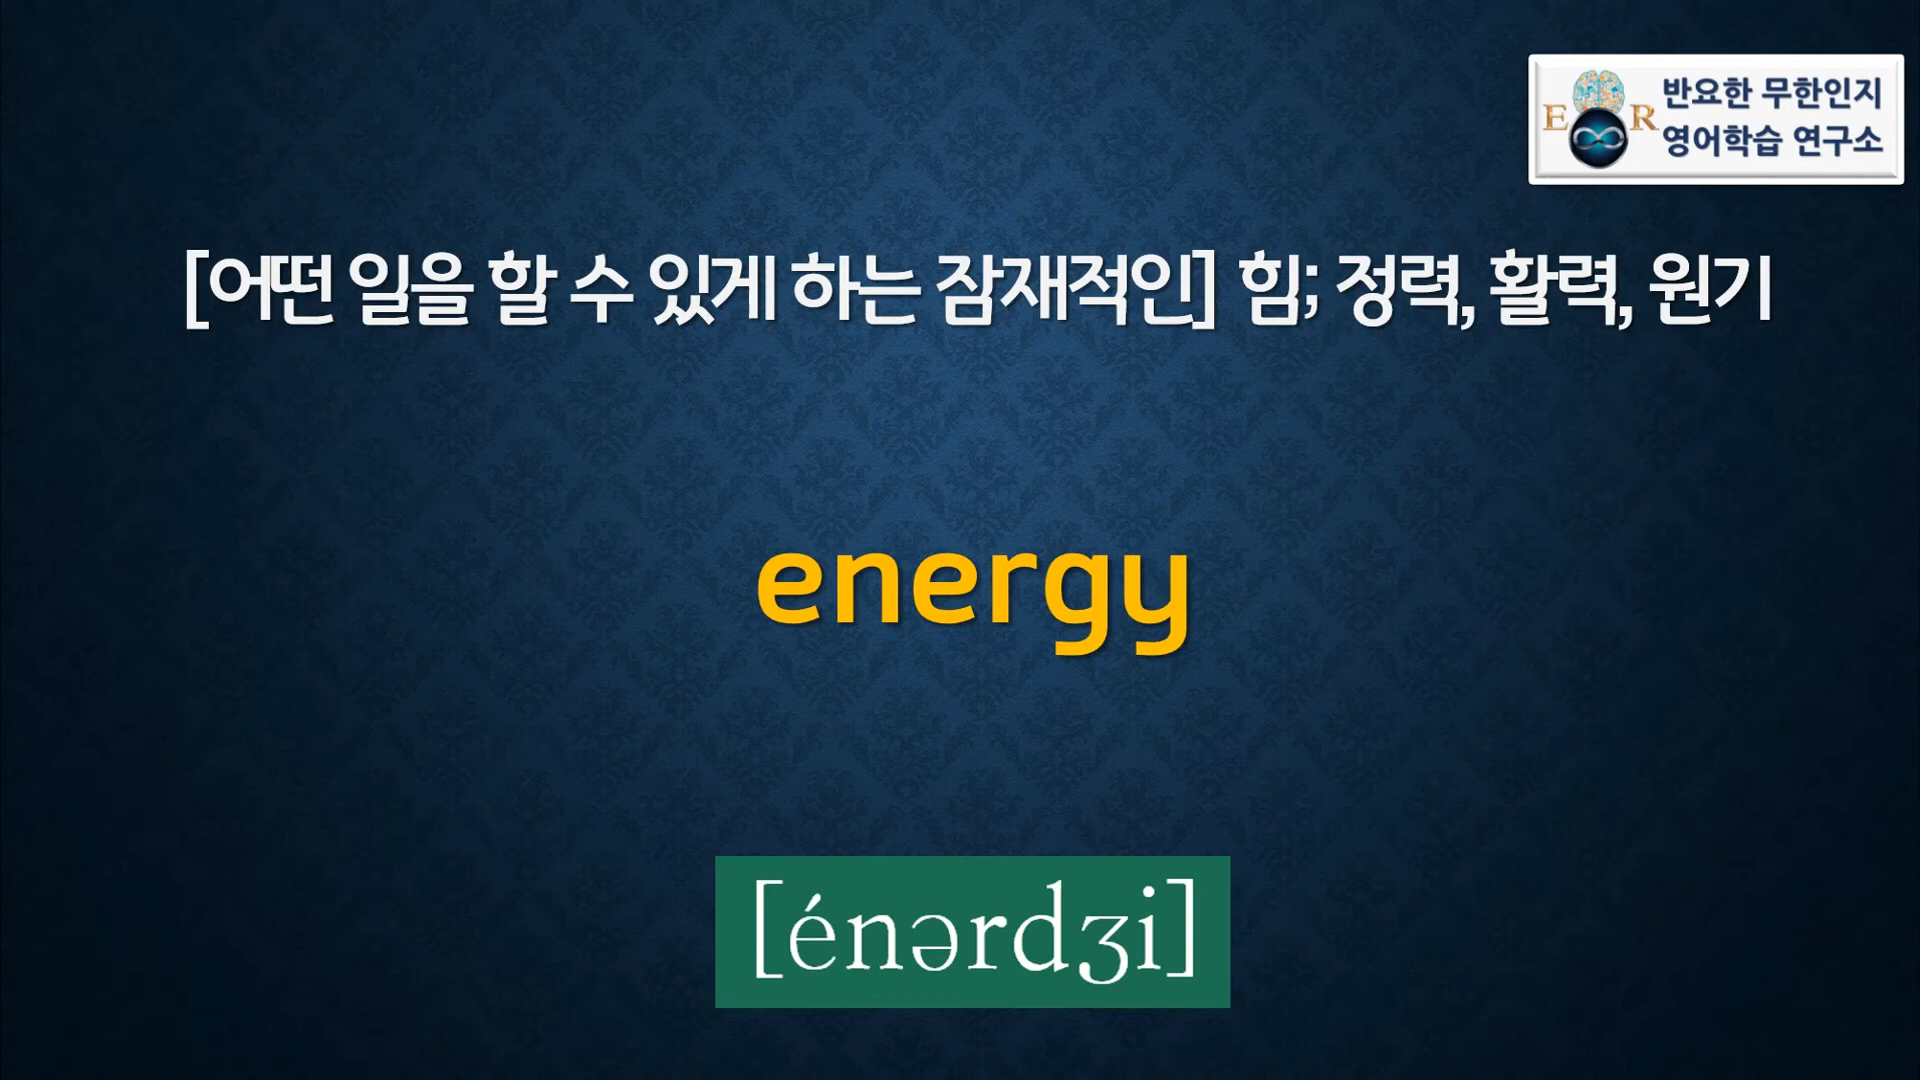 반요한 무한인지
E R 영어학습 연구소
[어떤 일을 할 수 있게 하는 잠재적인] 힘; 정력, 활력, 원기
energy
[énərdʒi]